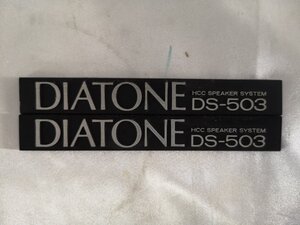 DIATONE HCC SPEAKER SYSTEM
DS-503
DIATONE HCC SPEAKER SYSTEM
DS-503